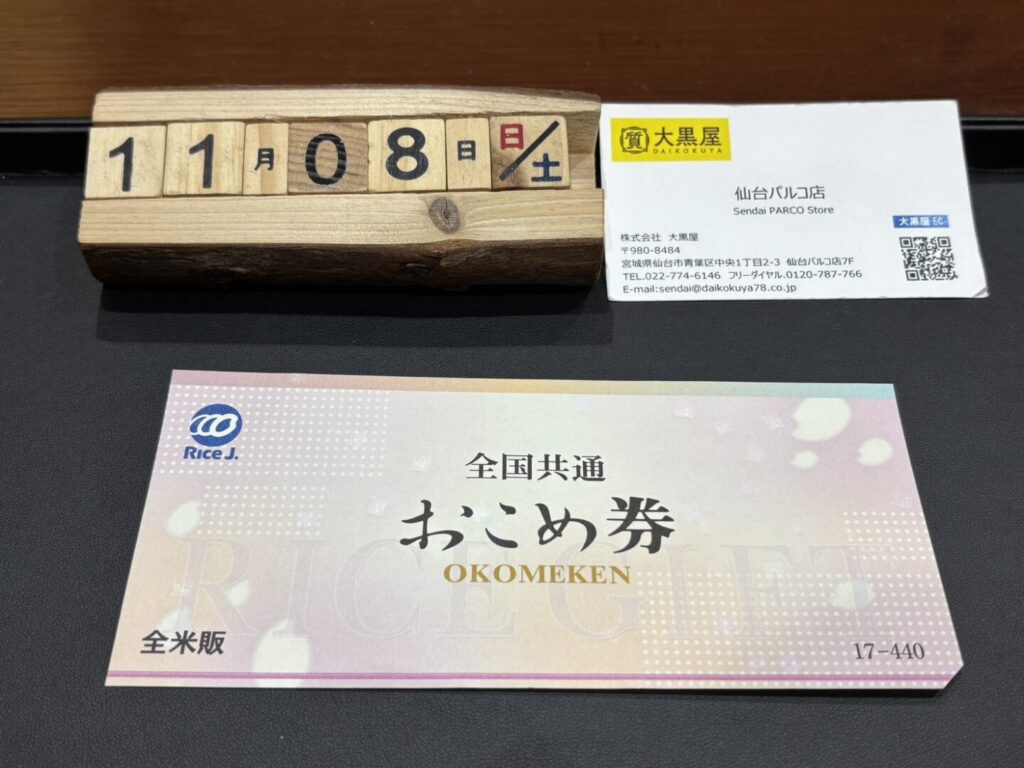 11月08日 日/土
質 大黒屋
DAIKOKUYA
仙台パルコ店
Sendai PARCO Store
大黒屋 EC
株式会社 大黒屋
〒980-8484
宮城県仙台市青葉区中央1丁目2-3 仙台パルコ店7F
TEL.022-774-6146 フリーダイヤル.0120-787-766
E-mail:sendai@daikokuya78.co.jp
Rice J.
全国共通
おこめ券
OKOMEKEN
RICE GIFT
全米販
17-440